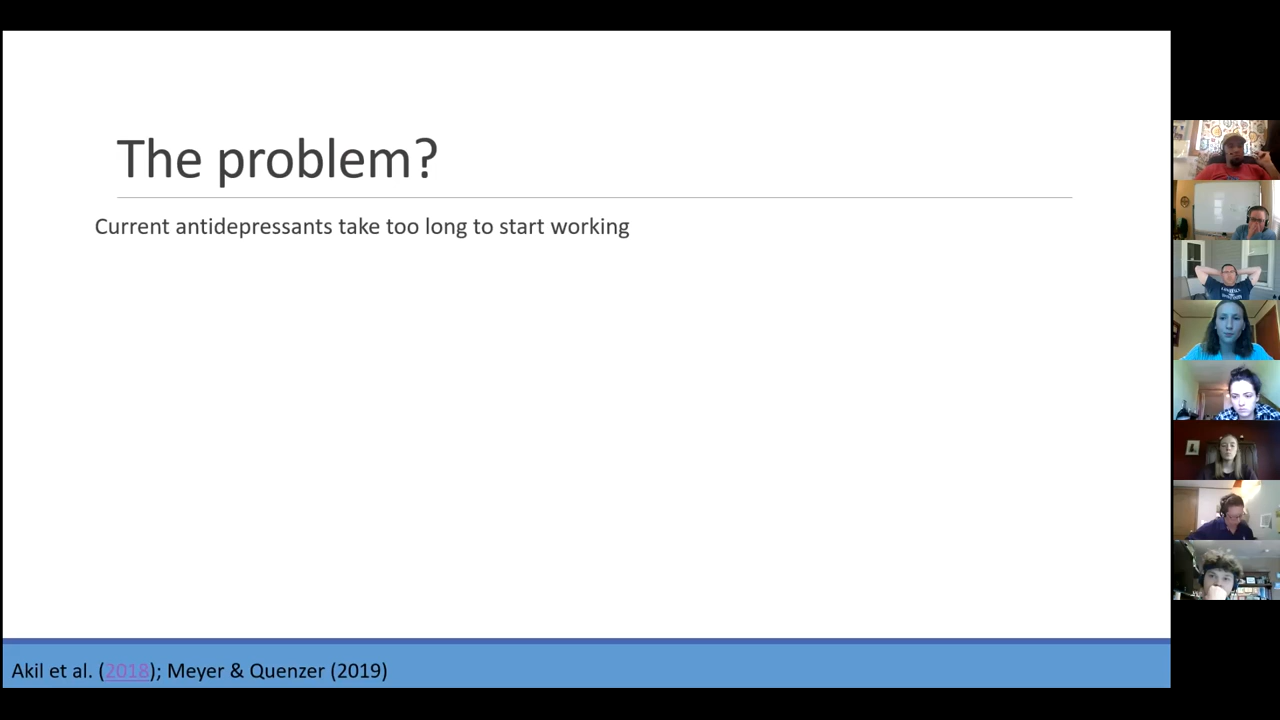 The problem?
Current antidepressants take too long to start working
Akil et al. (2018); Meyer & Quenzer (2019)